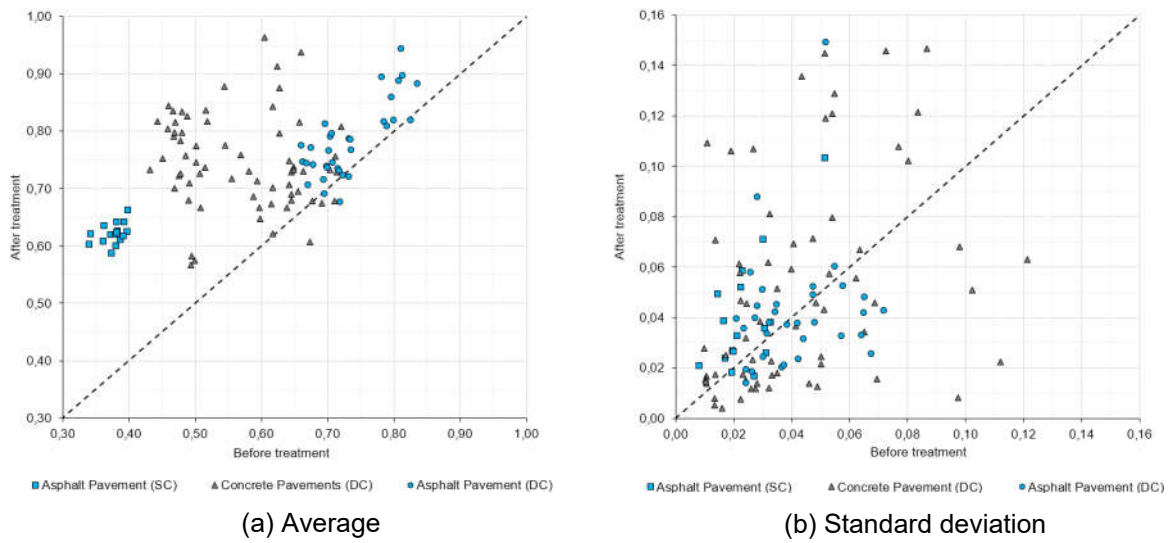 1,00
0,90
0,80
0,70
0,60
0,50
0,40
0,30
After treatment
0,30 0,40 0,50 0,60 0,70 0,80 0,90 1,00
Before treatment
Asphalt Pavement (SC) Concrete Pavements (DC) Asphalt Pavement (DC)
(a) Average
0,16
0,14
0,12
0,10
0,08
0,06
0,04
0,02
0,00
After treatment
0,00 0,02 0,04 0,06 0,08 0,10 0,12 0,14 0,16
Before treatment
Asphalt Pavement (SC) Concrete Pavement (DC) Asphalt Pavement (DC)
(b) Standard deviation